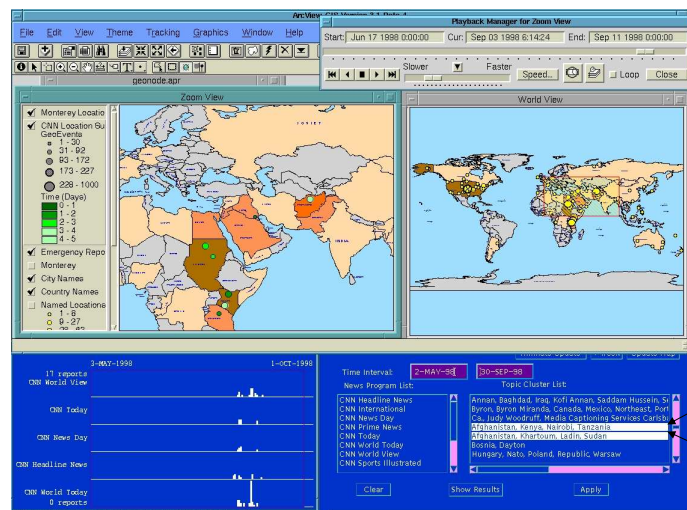 ArcView GIS Version
File Edit View Theme Tracking Graphics Window Help
geonode.apr
Playback Manager for Zoom View
Start: Jun 17 1998 0:00:00 Cur: Sep 03 1998 6:14:24 End: Sep 11 1998 0:00:00
Slower Faster
Speed... Loop Close
Zoom View
Monterey Locatio
CNN Location Su
GeoEvents
1 - 30
31 - 92
93 - 172
173 - 227
228 - 1000
Time (Days)
0 - 1
1 - 2
2 - 3
3 - 4
4 - 5
Emergency Repo
Monterey
City Names
Country Names
Named Locations
1 - 8
9 - 27
World View
3-MAY-1998 1-OCT-1998
17 reports
CNN World View
CNN Today
CNN News Day
CNN Headline News
CNN World Today
0 reports
Time Interval: 2-MAY-98 30-SEP-98
News Program List:
CNN Headline News
CNN International
CNN News Day
CNN Prime News
CNN Today
CNN World Today
CNN World View
CNN Sports Illustrated
Topic Cluster List:
Annan, Baghdad, Iraq, Kofi Annan, Saddam Hussein, Se
Byron, Byron Miranda, Canada, Mexico, Northeast, Port
Ca., Judy Woodruff, Media Captioning Services Carlsba
Afghanistan, Kenya, Nairobi, Tanzania
Afghanistan, Khartoum, Ladin, Sudan
Bosnia, Dayton
Hungary, Nato, Poland, Republic, Warsaw
Clear Show Results Apply